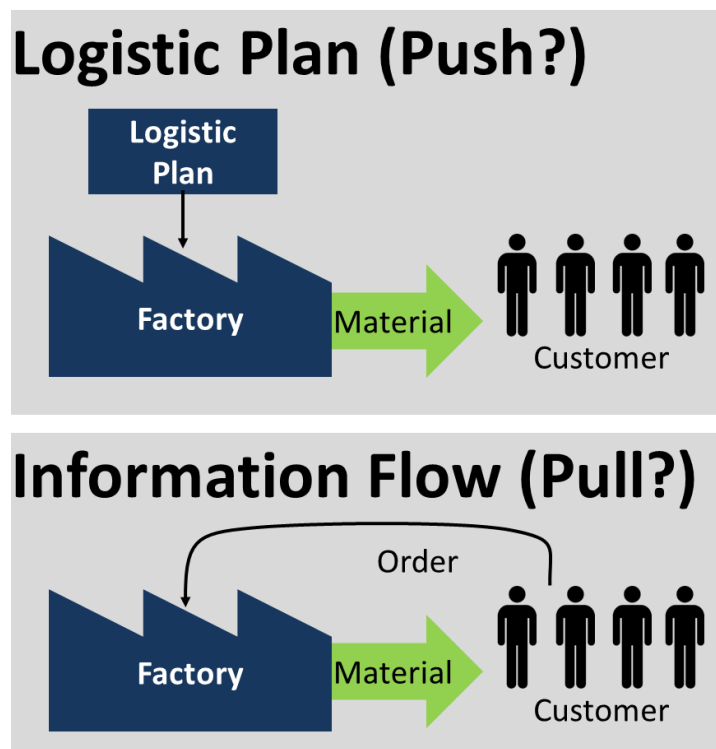 Logistic Plan (Push?)
Logistic
Plan
Factory
Material
Customer
Information Flow (Pull?)
Order
Factory
Material
Customer